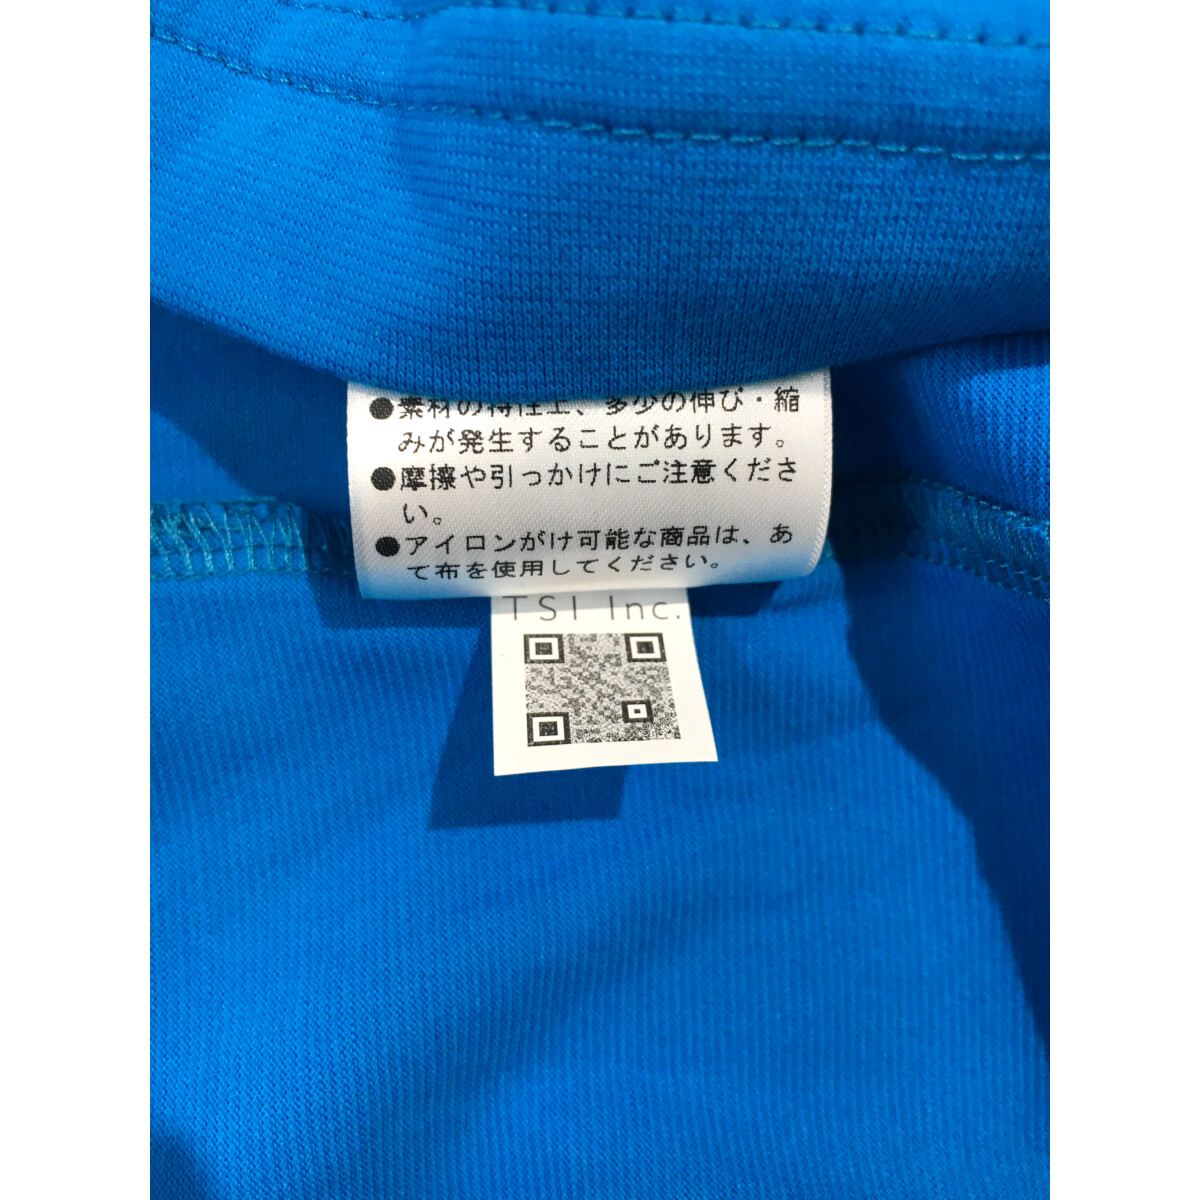 ●素材の特性上、多少の伸び・縮
みが発生することがあります。
●摩擦や引っかけにご注意くださ
い。
●アイロンがけ可能な商品は、あ
て布を使用してください。
TSI Inc.